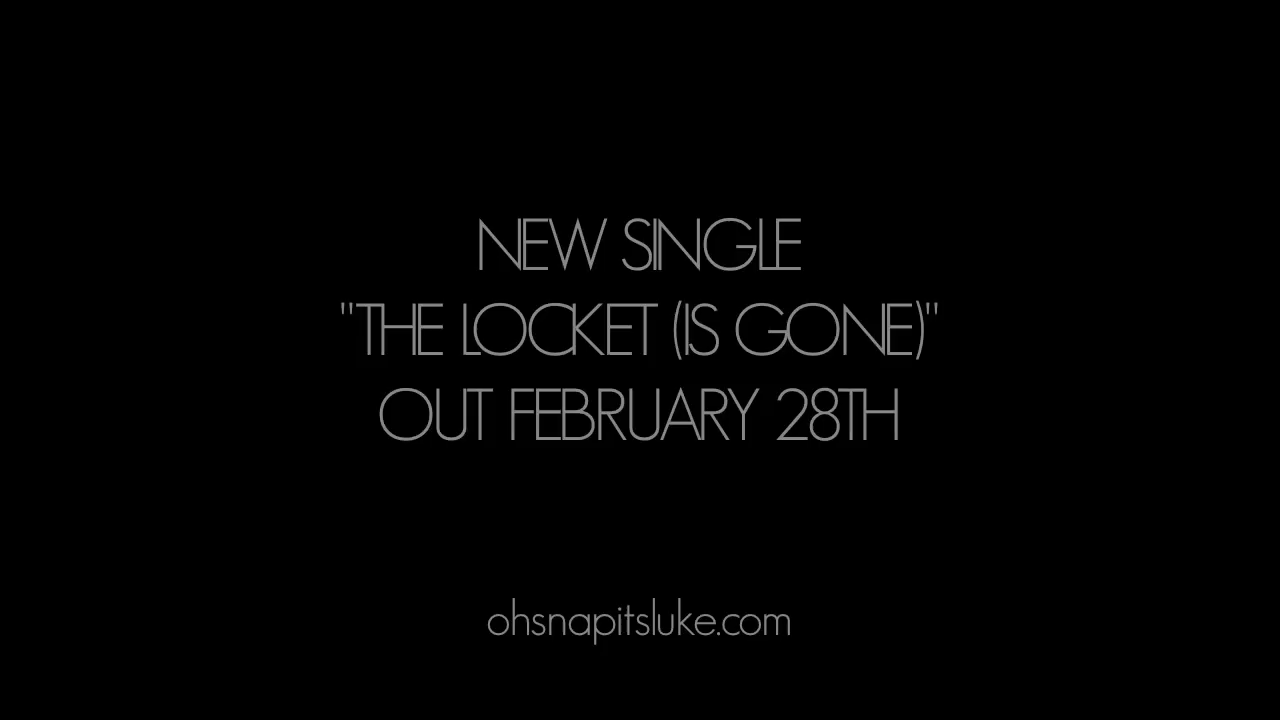 NEW SINGLE
"THE LOCKET (IS GONE)"
OUT FEBRUARY 28TH
ohsnapitsluke.com